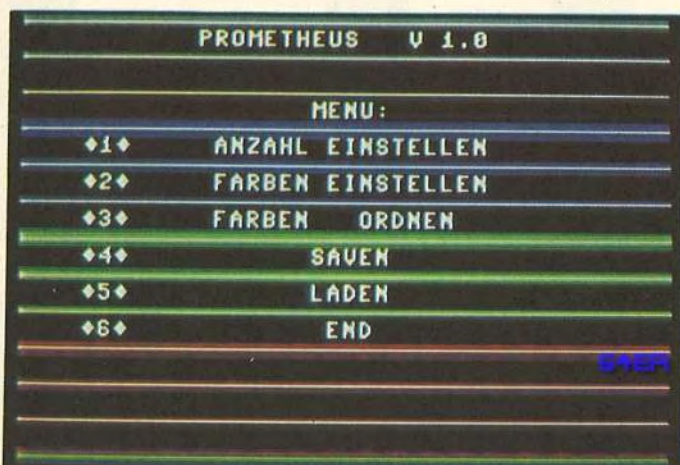 PROMETHEUS V 1.0
MENU:
♦1♦ ANZAHL EINSTELLEN
♦2♦ FARBEN EINSTELLEN
♦3♦ FARBEN ORDNEN
♦4♦ SAVEN
♦5♦ LADEN
♦6♦ END
64ER